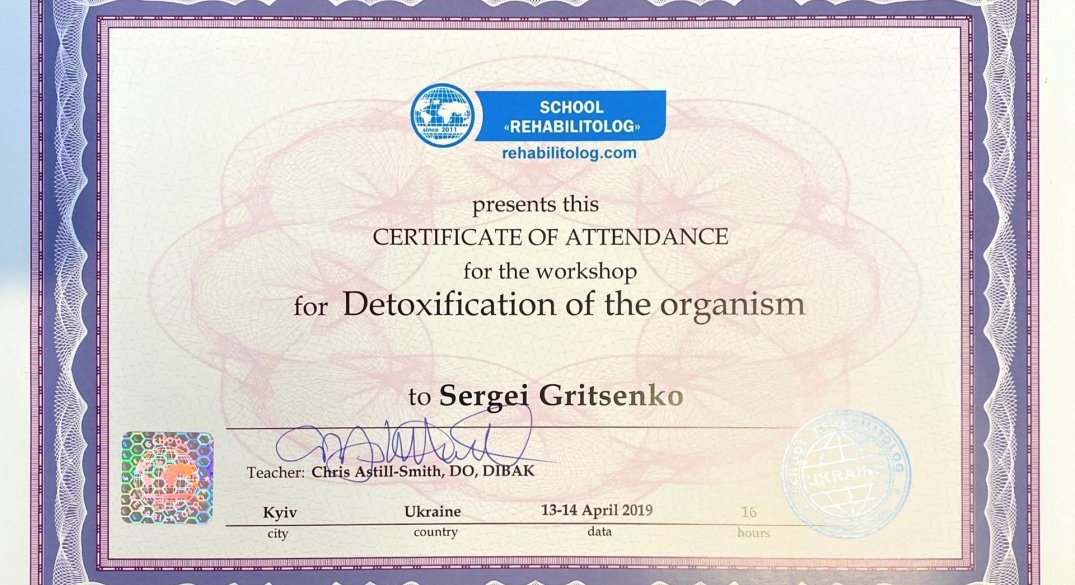 SCHOOL
«REHABILITOLOG»
since 2011
rehabilitolog.com
presents this
CERTIFICATE OF ATTENDANCE
for the workshop
for Detoxification of the organism
to Sergei Gritsenko
Teacher: Chris Astill-Smith, DO, DIBAK
Kyiv Ukraine 13-14 April 2019 16
city country data hours
SCHOOL REHABILITOLOG
UKRAINE